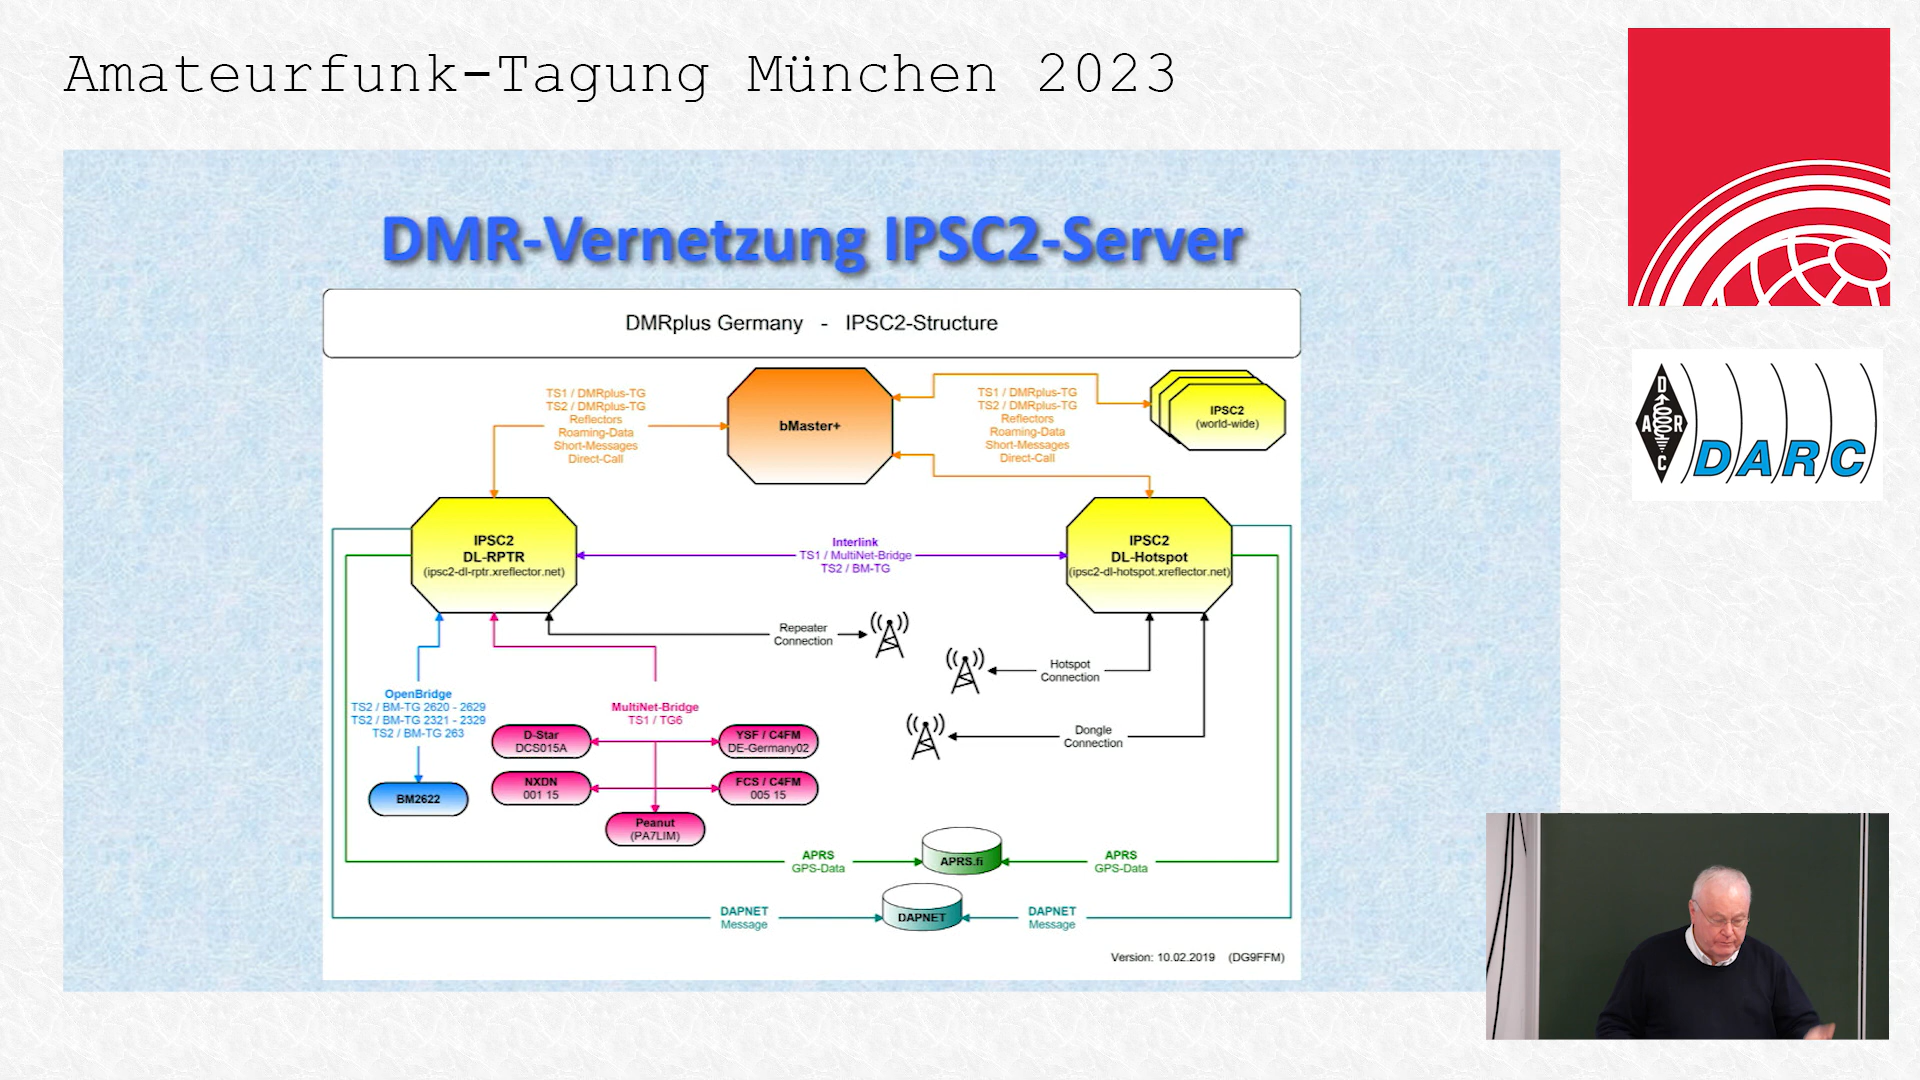 Amateurfunk-Tagung München 2023
DMR-Vernetzung IPSC2-Server
DMRplus Germany - IPSC2-Structure
TS1 / DMRplus-TG
TS2 / DMRplus-TG
Reflectors
Roaming-Data
Short-Messages
Direct-Call
bMaster+
TS1 / DMRplus-TG
TS2 / DMRplus-TG
Reflectors
Roaming-Data
Short-Messages
Direct-Call
IPSC2
(world-wide)
IPSC2
DL-RPTR
(ipsc2-dl-rptr.xreflector.net)
Interlink
TS1 / MultiNet-Bridge
TS2 / BM-TG
IPSC2
DL-Hotspot
(ipsc2-dl-hotspot.xreflector.net)
Repeater
Connection
Hotspot
Connection
Dongle
Connection
OpenBridge
TS2 / BM-TG 2620 - 2629
TS2 / BM-TG 2321 - 2329
TS2 / BM-TG 263
BM2622
MultiNet-Bridge
TS1 / TG6
D-Star
DCS015A
YSF / C4FM
DE-Germany02
NXDN
001 15
FCS / C4FM
005 15
Peanut
(PA7LIM)
APRS
GPS-Data
APRS.fi
APRS
GPS-Data
DAPNET
Message
DAPNET
DAPNET
Message
Version: 10.02.2019 (DG9FFM)
D
A R
C
DARC